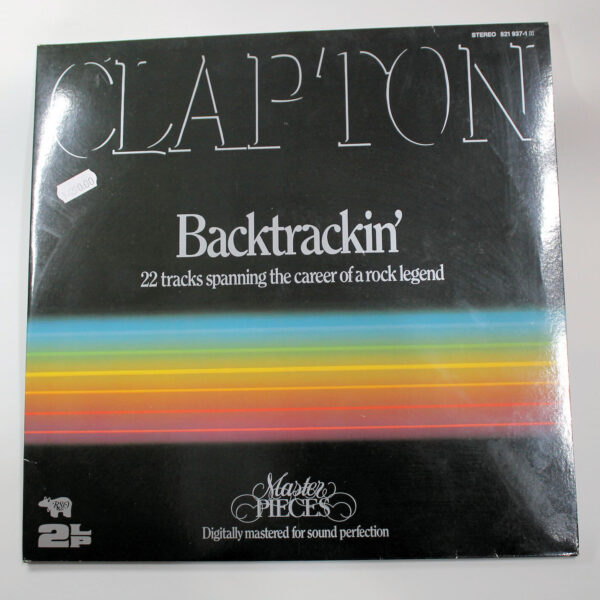 STEREO 821 937-1
CLAPTON
Backtrackin'
22 tracks spanning the career of a rock legend
Master
PIECES
Digitally mastered for sound perfection
RSO
2LP